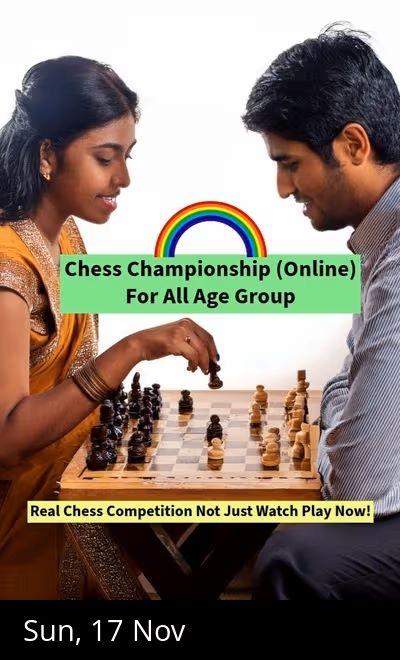 Chess Championship (Online)
For All Age Group
Real Chess Competition Not Just Watch Play Now!
Sun, 17 Nov